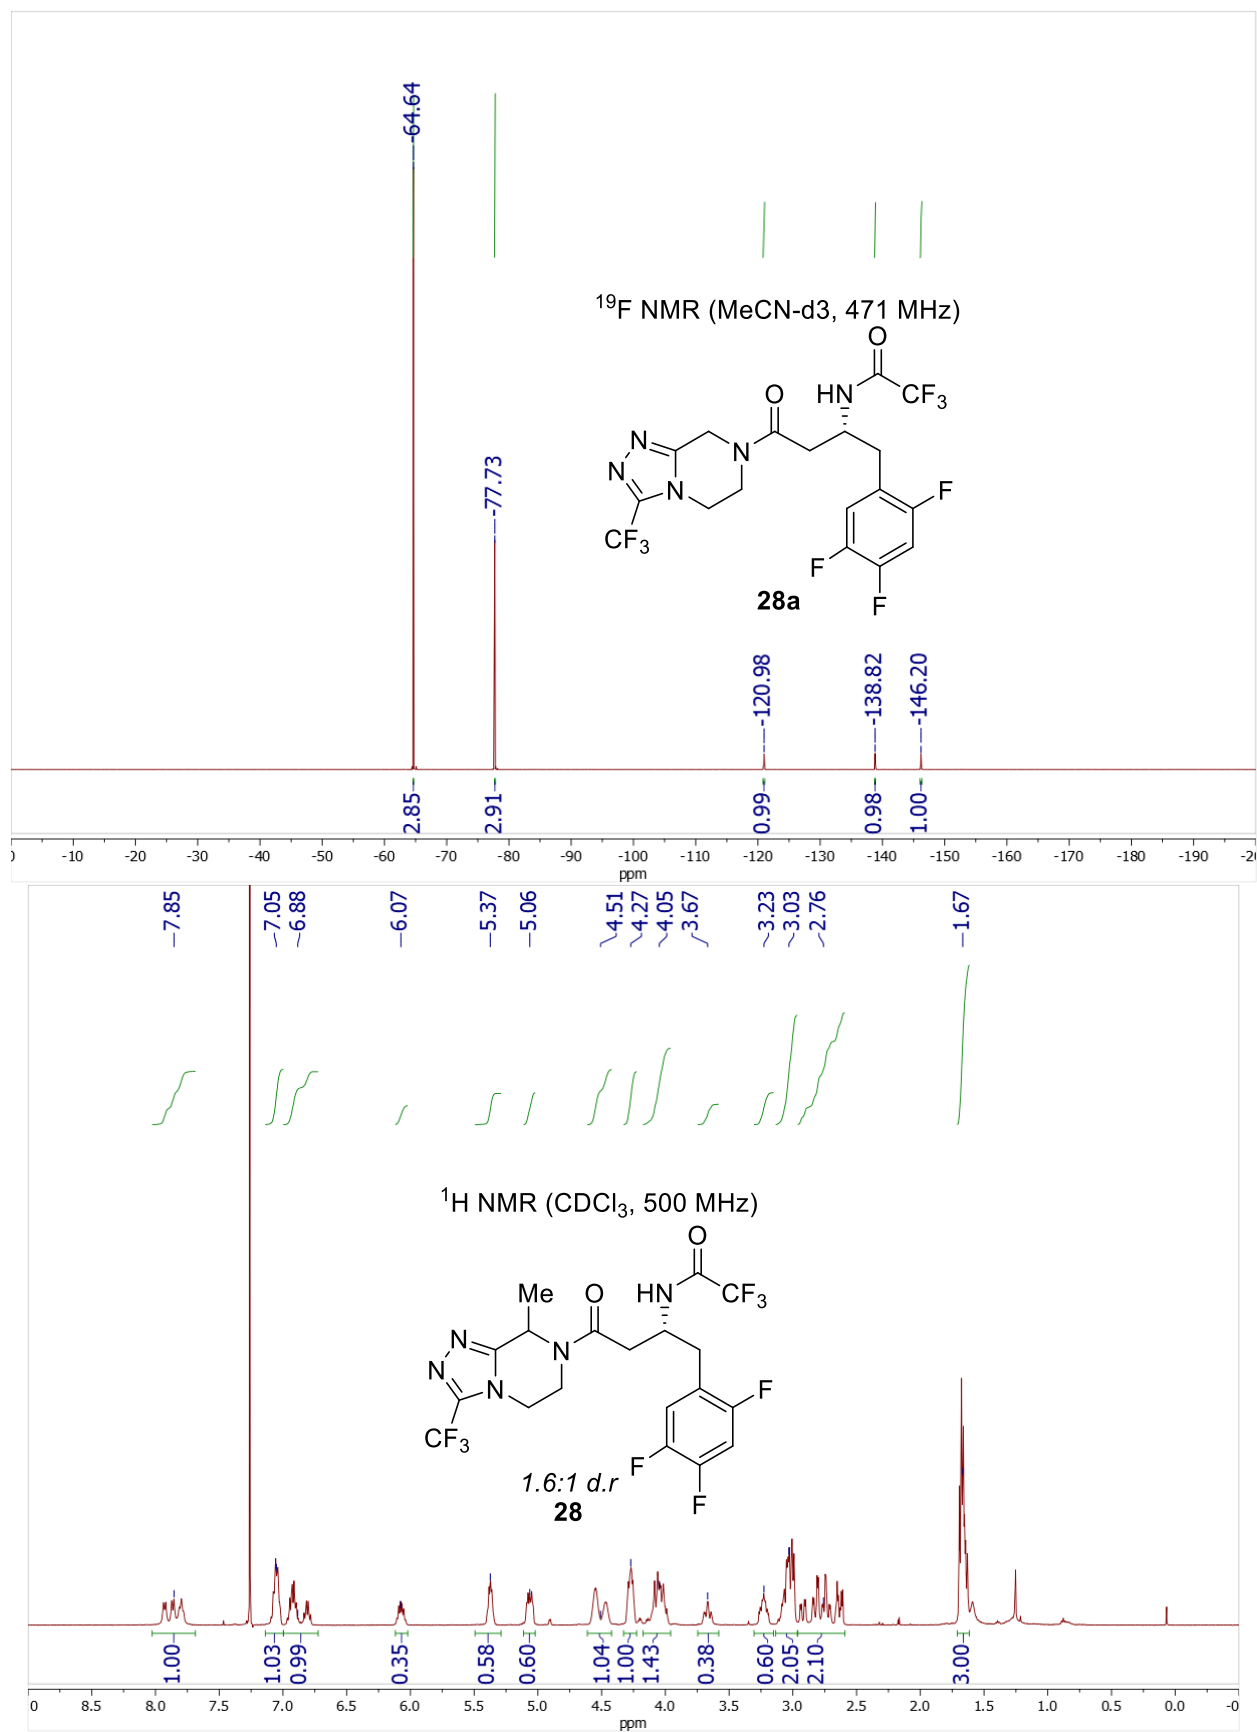 -64.64
-77.73
-120.98
-138.82
-146.20
¹⁹F NMR (MeCN-d3, 471 MHz)
O
HN
CF₃
O
N
N
N
N
CF₃
F
F
F
28a
2.85
2.91
0.99
0.98
1.00
0 -10 -20 -30 -40 -50 -60 -70 -80 -90 -100 -110 -120 -130 -140 -150 -160 -170 -180 -190 -20
ppm
7.85 7.05 6.88 6.07 5.37 5.06 4.51 4.27 4.05 3.67 3.23 3.03 2.76 1.67
¹H NMR (CDCl₃, 500 MHz)
O
Me
O
HN
CF₃
N
N
N
N
CF₃
F
F
F
1.6:1 d.r
28
1.00 1.03 0.99 0.35 0.58 0.60 1.04 1.00 1.43 0.38 0.60 2.05 2.10 3.00
0 8.5 8.0 7.5 7.0 6.5 6.0 5.5 5.0 4.5 4.0 3.5 3.0 2.5 2.0 1.5 1.0 0.5 0.0 -0
ppm